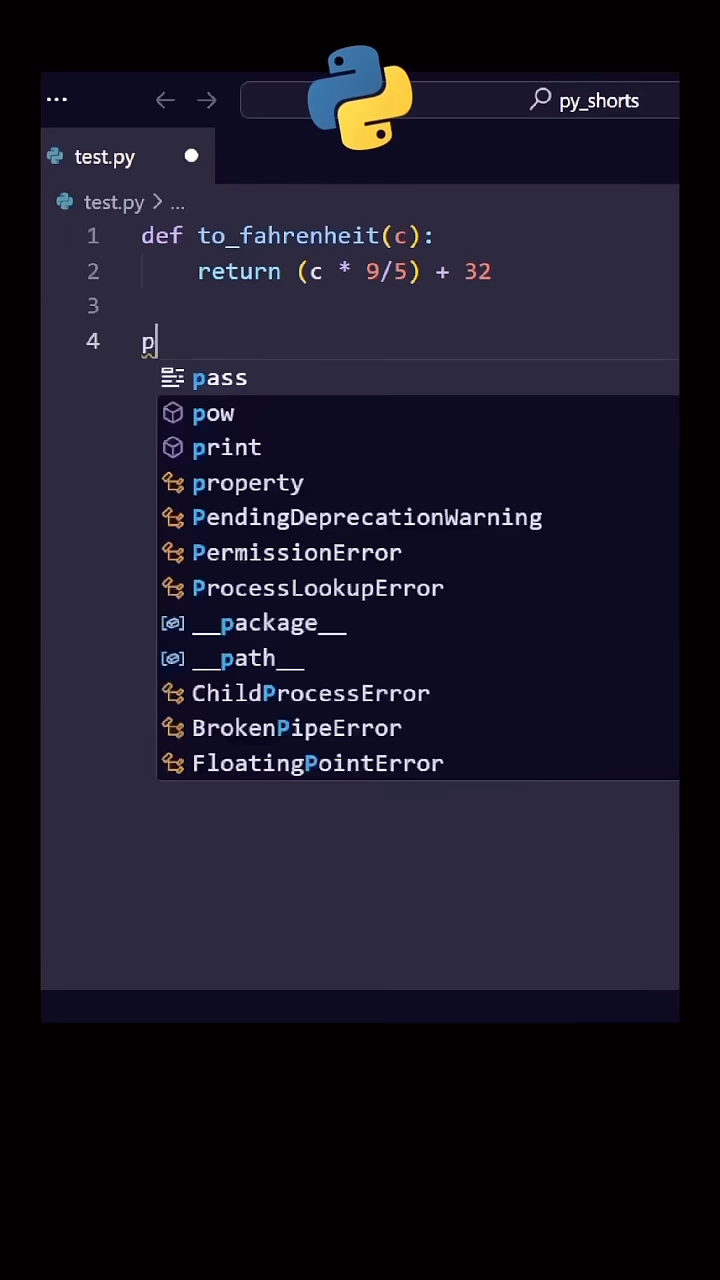 ... ← → py_shorts
test.py
test.py > ...
1 def to_fahrenheit(c):
2     return (c * 9/5) + 32
3
4 p
pass
pow
print
property
PendingDeprecationWarning
PermissionError
ProcessLookupError
__package__
__path__
ChildProcessError
BrokenPipeError
FloatingPointError